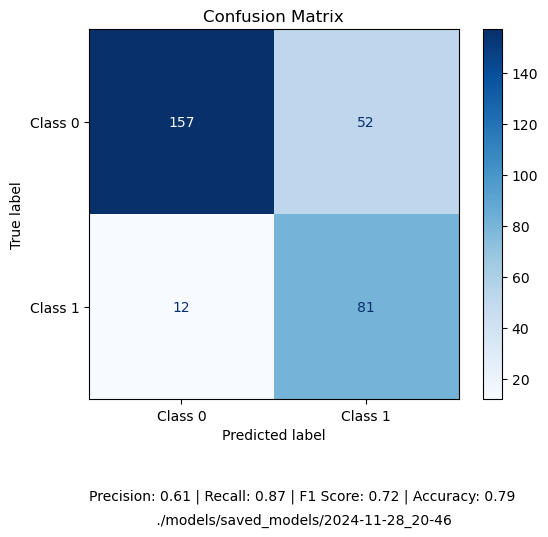 Confusion Matrix
140
Class 0
157
52
120
100
True label
80
60
Class 1
12
81
40
20
Class 0
Class 1
Predicted label
Precision: 0.61 | Recall: 0.87 | F1 Score: 0.72 | Accuracy: 0.79
./models/saved_models/2024-11-28_20-46